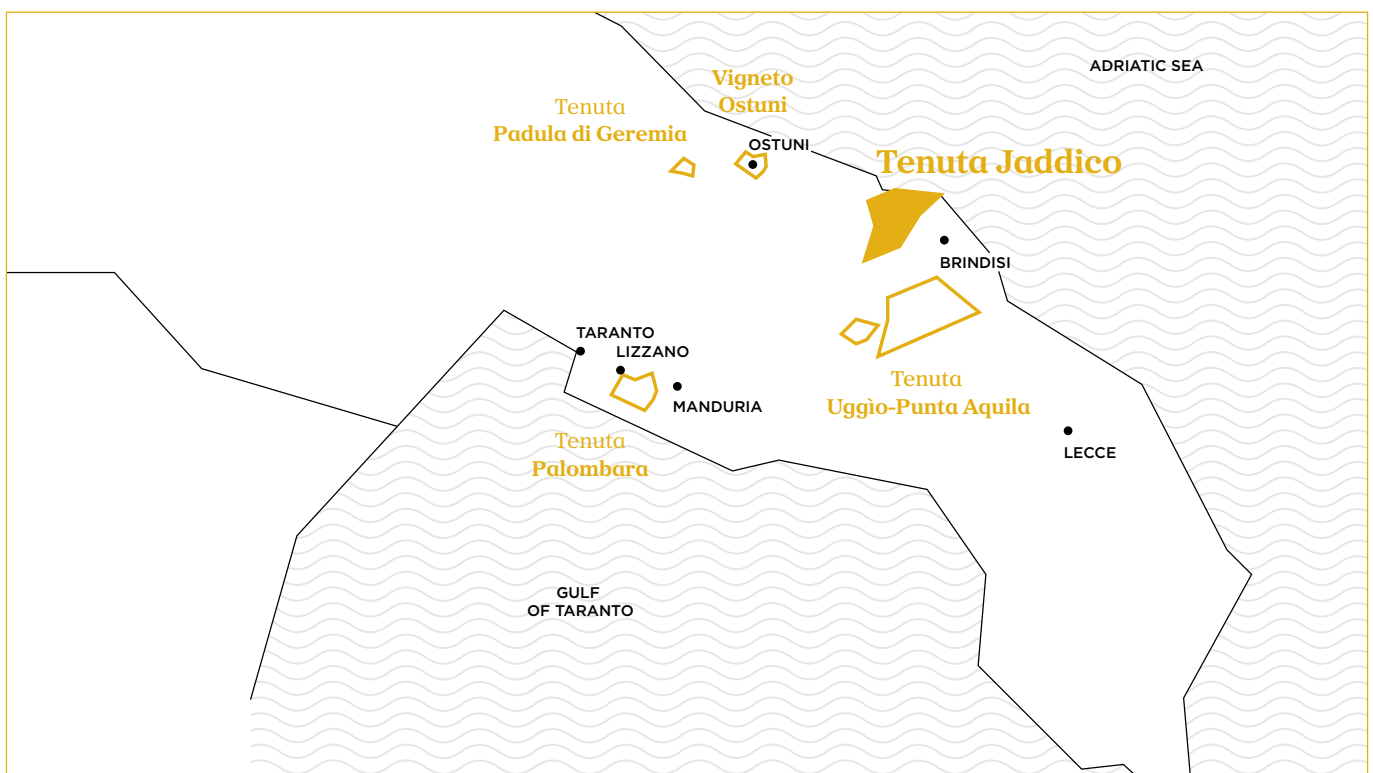 ADRIATIC SEA
Vigneto
Ostuni
Tenuta
Padula di Geremia
OSTUNI
Tenuta Jaddico
BRINDISI
TARANTO
LIZZANO
MANDURIA
Tenuta
Uggìo-Punta Aquila
Tenuta
Palombara
LECCE
GULF
OF TARANTO